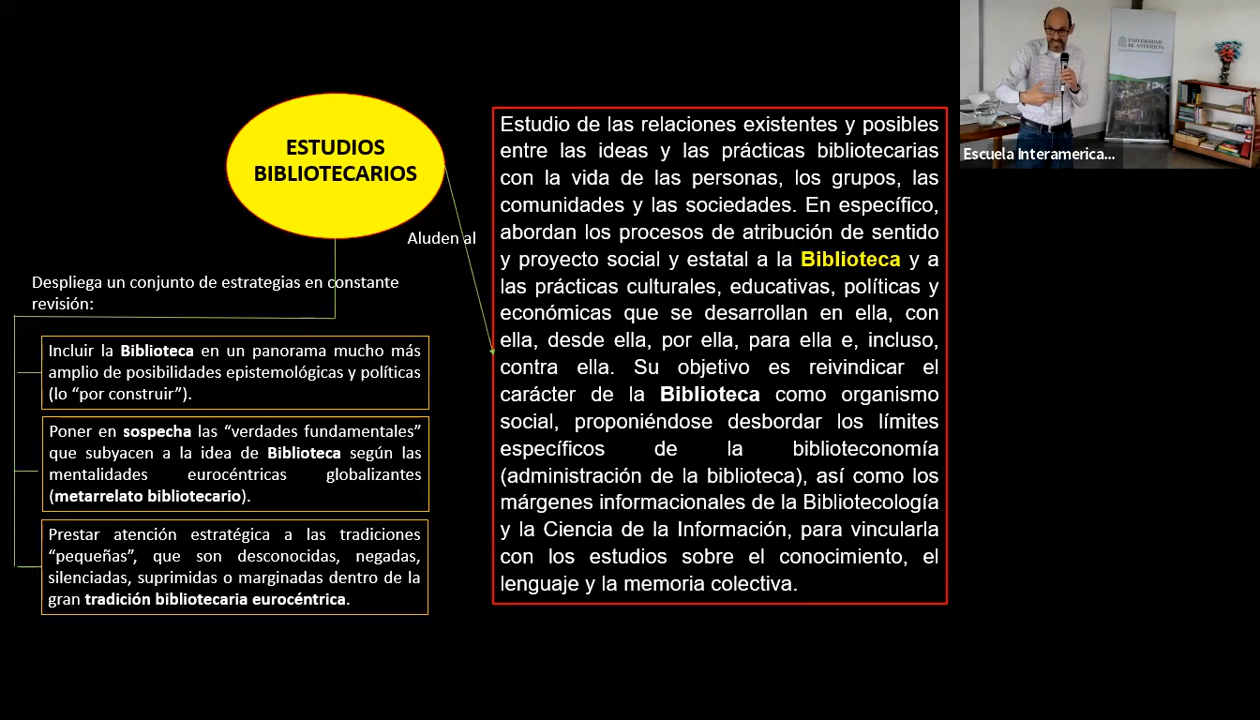 ESTUDIOS
BIBLIOTECARIOS
Aluden al
Despliega un conjunto de estrategias en constante
revisión:
Incluir la Biblioteca en un panorama mucho más
amplio de posibilidades epistemológicas y políticas
(lo “por construir”).
Poner en sospecha las “verdades fundamentales”
que subyacen a la idea de Biblioteca según las
mentalidades eurocéntricas globalizantes
(metarrelato bibliotecario).
Prestar atención estratégica a las tradiciones
“pequeñas”, que son desconocidas, negadas,
silenciadas, suprimidas o marginadas dentro de la
gran tradición bibliotecaria eurocéntrica.
Estudio de las relaciones existentes y posibles
entre las ideas y las prácticas bibliotecarias
con la vida de las personas, los grupos, las
comunidades y las sociedades. En específico,
abordan los procesos de atribución de sentido
y proyecto social y estatal a la Biblioteca y a
las prácticas culturales, educativas, políticas y
económicas que se desarrollan en ella, con
ella, desde ella, por ella, para ella e, incluso,
contra ella. Su objetivo es reivindicar el
carácter de la Biblioteca como organismo
social, proponiéndose desbordar los límites
específicos de la biblioteconomía
(administración de la biblioteca), así como los
márgenes informacionales de la Bibliotecología
y la Ciencia de la Información, para vincularla
con los estudios sobre el conocimiento, el
lenguaje y la memoria colectiva.
UNIVERSIDAD
DE ANTIOQUIA
Escuela Interamerica...